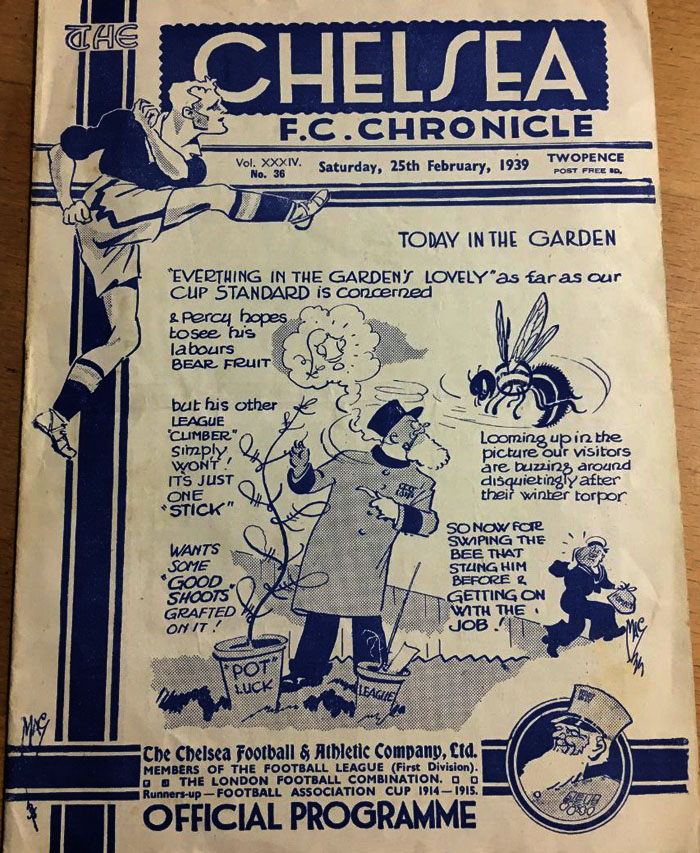 THE
CHELSEA
F.C. CHRONICLE
Vol. XXXIV.
No. 36
Saturday, 25th February, 1939
TWOPENCE
POST FREE 3D.
TODAY IN THE GARDEN
"EVERTHING IN THE GARDEN'S LOVELY" as far as our
CUP STANDARD is concerned
& Percy hopes
to see his
labours
BEAR FRUIT
but his other
LEAGUE
"CLIMBER"
simply
WON'T!
IT'S JUST
ONE
"STICK"
WANTS
SOME
"GOOD
SHOOTS"
GRAFTED
ON IT!
Looming up in the
picture our visitors
are buzzing around
disquietingly after
their winter torpor
SO NOW FOR
SWIPING THE
BEE THAT
STUNG HIM
BEFORE &
GETTING ON
WITH THE
JOB!
"POT"
LUCK
LEAGUE
MAC
MAC
The Chelsea Football & Athletic Company, Ltd.
MEMBERS OF THE FOOTBALL LEAGUE (First Division).
THE LONDON FOOTBALL COMBINATION.
Runners-up — FOOTBALL ASSOCIATION CUP 1914-1915.
OFFICIAL PROGRAMME